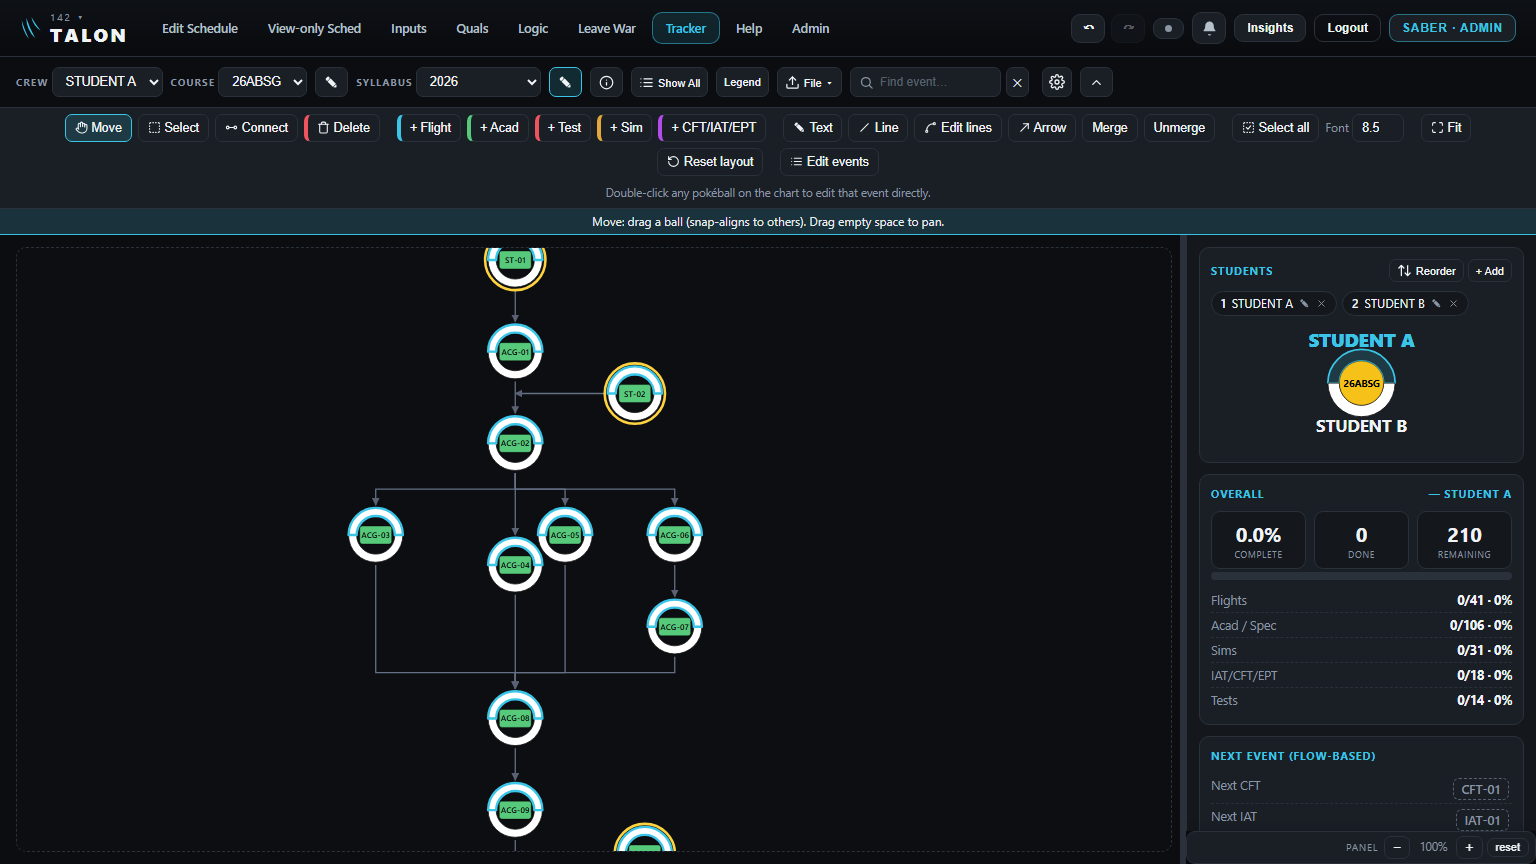 142
TALON
Edit Schedule
View-only Sched
Inputs
Quals
Logic
Leave War
Tracker
Help
Admin
Insights
Logout
SABER · ADMIN
CREW
STUDENT A
COURSE
26ABSG
SYLLABUS
2026
Show All
Legend
File
Find event...
Move
Select
Connect
Delete
+ Flight
+ Acad
+ Test
+ Sim
+ CFT/IAT/EPT
Text
Line
Edit lines
Arrow
Merge
Unmerge
Select all
Font
8.5
Fit
Reset layout
Edit events
Double-click any pokéball on the chart to edit that event directly.
Move: drag a ball (snap-aligns to others). Drag empty space to pan.
ST-01
ACG-01
ST-02
ACG-02
ACG-03
ACG-04
ACG-05
ACG-06
ACG-07
ACG-08
ACG-09
STUDENTS
Reorder
+ Add
1 STUDENT A
2 STUDENT B
STUDENT A
26ABSG
STUDENT B
OVERALL
— STUDENT A
0.0%
COMPLETE
0
DONE
210
REMAINING
Flights
0/41 · 0%
Acad / Spec
0/106 · 0%
Sims
0/31 · 0%
IAT/CFT/EPT
0/18 · 0%
Tests
0/14 · 0%
NEXT EVENT (FLOW-BASED)
Next CFT
CFT-01
Next IAT
IAT-01
PANEL
−
100%
+
reset